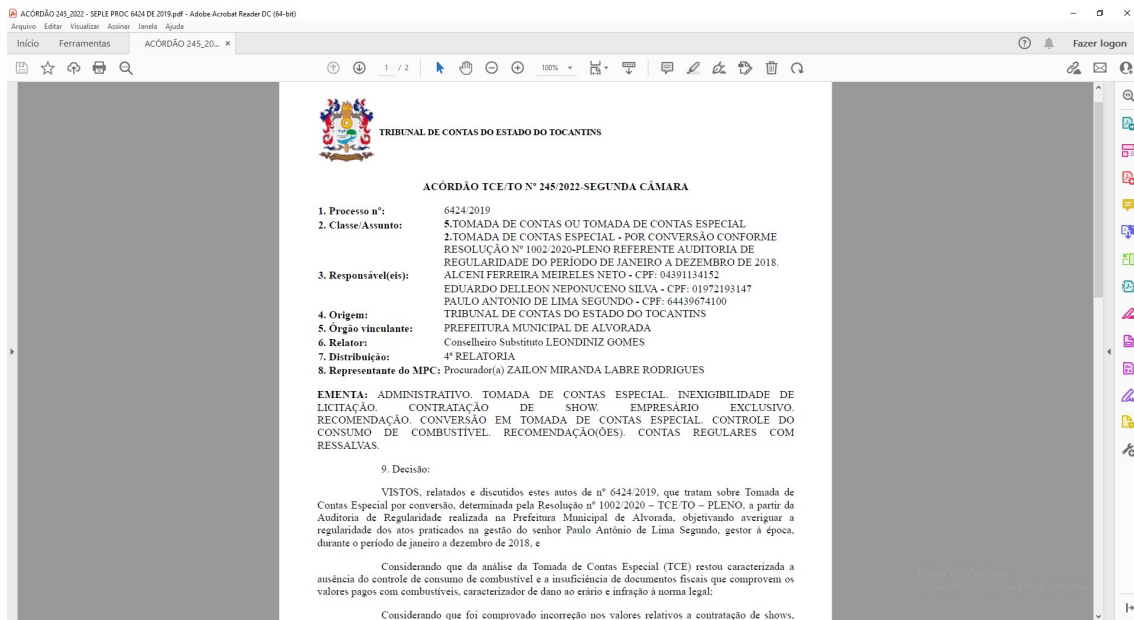 ACÓRDÃO 245_2022 - SEPLE PROC 6424 DE 2019.pdf - Adobe Acrobat Reader DC (64-bit)
Arquivo Editar Visualizar Assinar Janela Ajuda
Início Ferramentas ACÓRDÃO 245_20... × Fazer logon
1 / 2 100%
TRIBUNAL DE CONTAS DO ESTADO DO TOCANTINS
ACÓRDÃO TCE/TO Nº 245/2022-SEGUNDA CÂMARA
1. Processo nº: 6424/2019
2. Classe/Assunto: 5.TOMADA DE CONTAS OU TOMADA DE CONTAS ESPECIAL
2.TOMADA DE CONTAS ESPECIAL - POR CONVERSÃO CONFORME
RESOLUÇÃO Nº 1002/2020-PLENO REFERENTE AUDITORIA DE
REGULARIDADE DO PERÍODO DE JANEIRO A DEZEMBRO DE 2018.
3. Responsável(eis): ALCENI FERREIRA MEIRELES NETO - CPF: 04391134152
EDUARDO DELLEON NEPONUCENO SILVA - CPF: 01972193147
PAULO ANTONIO DE LIMA SEGUNDO - CPF: 64439674100
4. Origem: TRIBUNAL DE CONTAS DO ESTADO DO TOCANTINS
5. Órgão vinculante: PREFEITURA MUNICIPAL DE ALVORADA
6. Relator: Conselheiro Substituto LEONDINIZ GOMES
7. Distribuição: 4ª RELATORIA
8. Representante do MPC: Procurador(a) ZAILON MIRANDA LABRE RODRIGUES
EMENTA: ADMINISTRATIVO. TOMADA DE CONTAS ESPECIAL. INEXIGIBILIDADE DE
LICITAÇÃO. CONTRATAÇÃO DE SHOW. EMPRESÁRIO EXCLUSIVO.
RECOMENDAÇÃO. CONVERSÃO EM TOMADA DE CONTAS ESPECIAL. CONTROLE DO
CONSUMO DE COMBUSTÍVEL. RECOMENDAÇÃO(ÕES). CONTAS REGULARES COM
RESSALVAS.
9. Decisão:
VISTOS, relatados e discutidos estes autos de nº 6424/2019, que tratam sobre Tomada de
Contas Especial por conversão, determinada pela Resolução nº 1002/2020 – TCE/TO – PLENO, a partir da
Auditoria de Regularidade realizada na Prefeitura Municipal de Alvorada, objetivando averiguar a
regularidade dos atos praticados na gestão do senhor Paulo Antônio de Lima Segundo, gestor à época,
durante o período de janeiro a dezembro de 2018, e
Considerando que da análise da Tomada de Contas Especial (TCE) restou caracterizada a
ausência do controle de consumo de combustível e a insuficiência de documentos fiscais que comprovem os
valores pagos com combustíveis, caracterizador de dano ao erário e infração à norma legal;
Ativar o Windows
Considerando que foi comprovado incorreção nos valores relativos a contratação de shows,